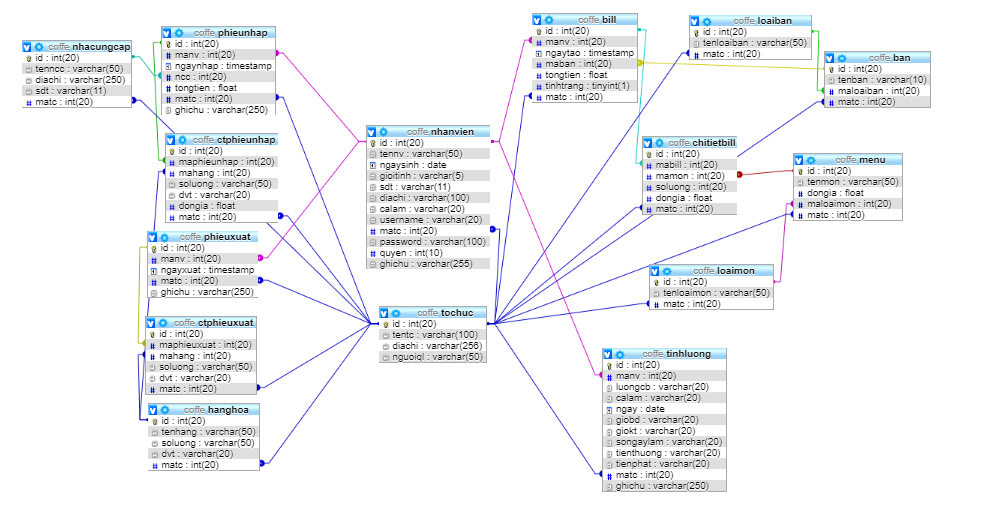 coffe nhacungcap
id : int(20)
tenncc : varchar(50)
diachi : varchar(250)
sdt : varchar(11)
matc : int(20)
coffe phieunhap
id : int(20)
manv : int(20)
ngaynhap : timestamp
ncc : int(20)
tongtien : float
matc : int(20)
ghichu : varchar(250)
coffe ctphieunhap
id : int(20)
maphieunhap : int(20)
mahang : int(20)
soluong : varchar(50)
dvt : varchar(20)
dongia : float
matc : int(20)
coffe phieuxuat
id : int(20)
manv : int(20)
ngayxuat : timestamp
matc : int(20)
ghichu : varchar(250)
coffe ctphieuxuat
id : int(20)
maphieuxuat : int(20)
mahang : int(20)
soluong : varchar(50)
dvt : varchar(20)
matc : int(20)
coffe hanghoa
id : int(20)
tenhang : varchar(50)
soluong : varchar(50)
dvt : varchar(20)
matc : int(20)
coffe nhanvien
id : int(20)
tennv : varchar(50)
ngaysinh : date
gioitinh : varchar(5)
sdt : varchar(11)
diachi : varchar(100)
calam : varchar(20)
username : varchar(20)
matc : int(20)
password : varchar(100)
quyen : int(10)
ghichu : varchar(255)
coffe tochuc
id : int(20)
tentc : varchar(100)
diachi : varchar(256)
nguoiql : varchar(50)
coffe bill
id : int(20)
manv : int(20)
ngaytao : timestamp
maban : int(20)
tongtien : float
tinhtrang : tinyint(1)
matc : int(20)
coffe loaiban
id : int(20)
tenloaiban : varchar(50)
matc : int(20)
coffe ban
id : int(20)
tenban : varchar(10)
maloaiban : int(20)
matc : int(20)
coffe chitietbill
id : int(20)
mabill : int(20)
mamon : int(20)
soluong : int(20)
dongia : float
matc : int(20)
coffe menu
id : int(20)
tenmon : varchar(50)
dongia : float
maloaimon : int(20)
matc : int(20)
coffe loaimon
id : int(20)
tenloaimon : varchar(50)
matc : int(20)
coffe tinhluong
id : int(20)
manv : int(20)
luongcb : varchar(20)
calam : varchar(20)
ngay : date
giobd : varchar(20)
giokt : varchar(20)
songaylam : varchar(20)
tienthuong : varchar(20)
tienphat : varchar(20)
matc : int(20)
ghichu : varchar(250)